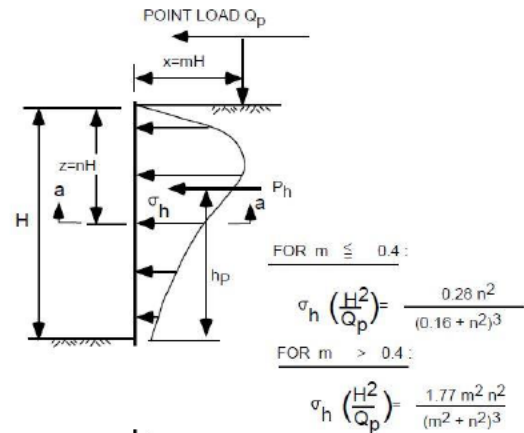 POINT LOAD Qp
x=mH
z=nH
a
σh
Ph
a
H
hp
FOR m ≦ 0.4 :
σh (H²/Qp) = 0.28 n² / (0.16 + n²)³
FOR m > 0.4 :
σh (H²/Qp) = 1.77 m² n² / (m² + n²)³